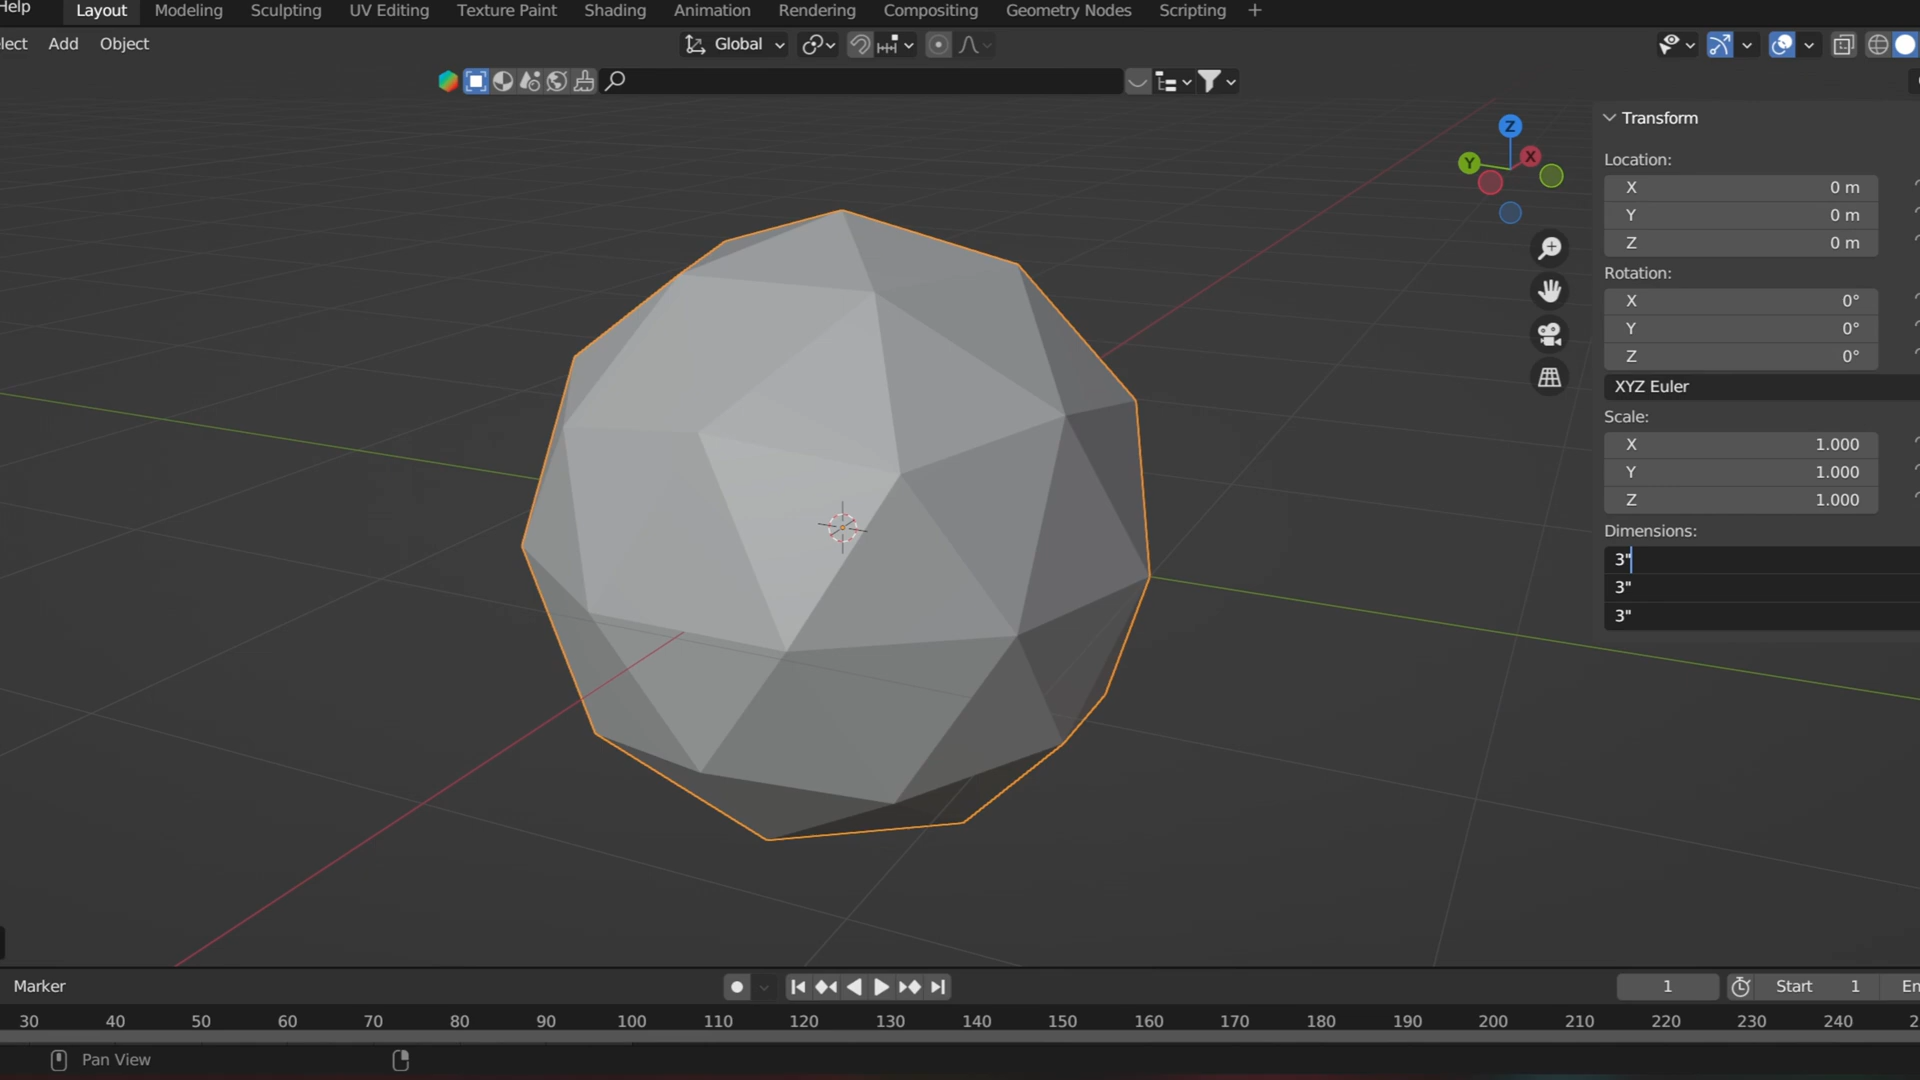 Help Layout Modeling Sculpting UV Editing Texture Paint Shading Animation Rendering Compositing Geometry Nodes Scripting +
lect Add Object Global
Z
Y
X
Transform
Location:
X 0 m
Y 0 m
Z 0 m
Rotation:
X 0°
Y 0°
Z 0°
XYZ Euler
Scale:
X 1.000
Y 1.000
Z 1.000
Dimensions:
3"
3"
3"
Marker 1 Start 1 En
30 40 50 60 70 80 90 100 110 120 130 140 150 160 170 180 190 200 210 220 230 240 2
Pan View